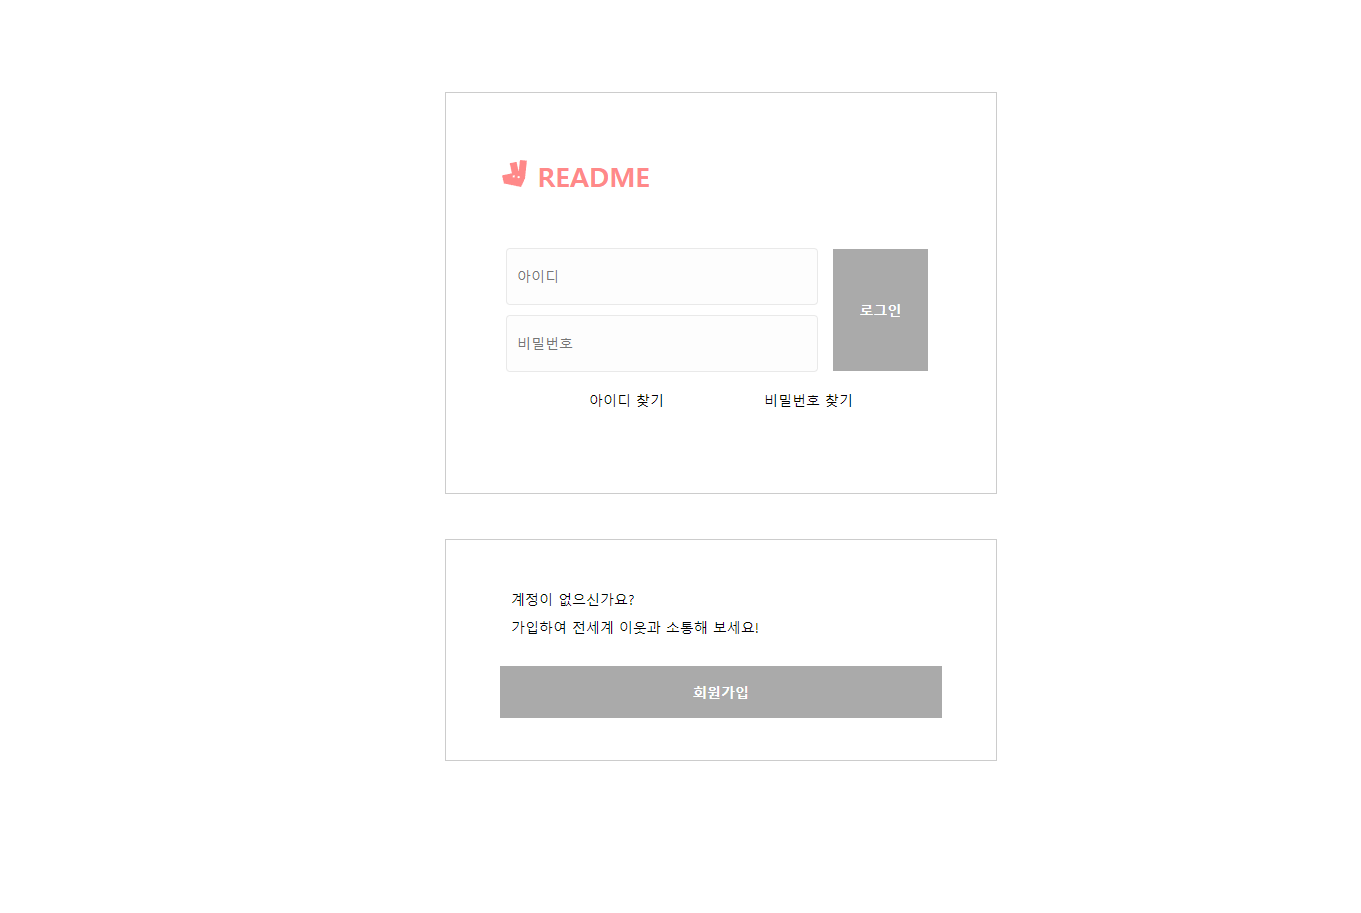 README
아이디
로그인
비밀번호
아이디 찾기
비밀번호 찾기
계정이 없으신가요?
가입하여 전세계 이웃과 소통해 보세요!
회원가입